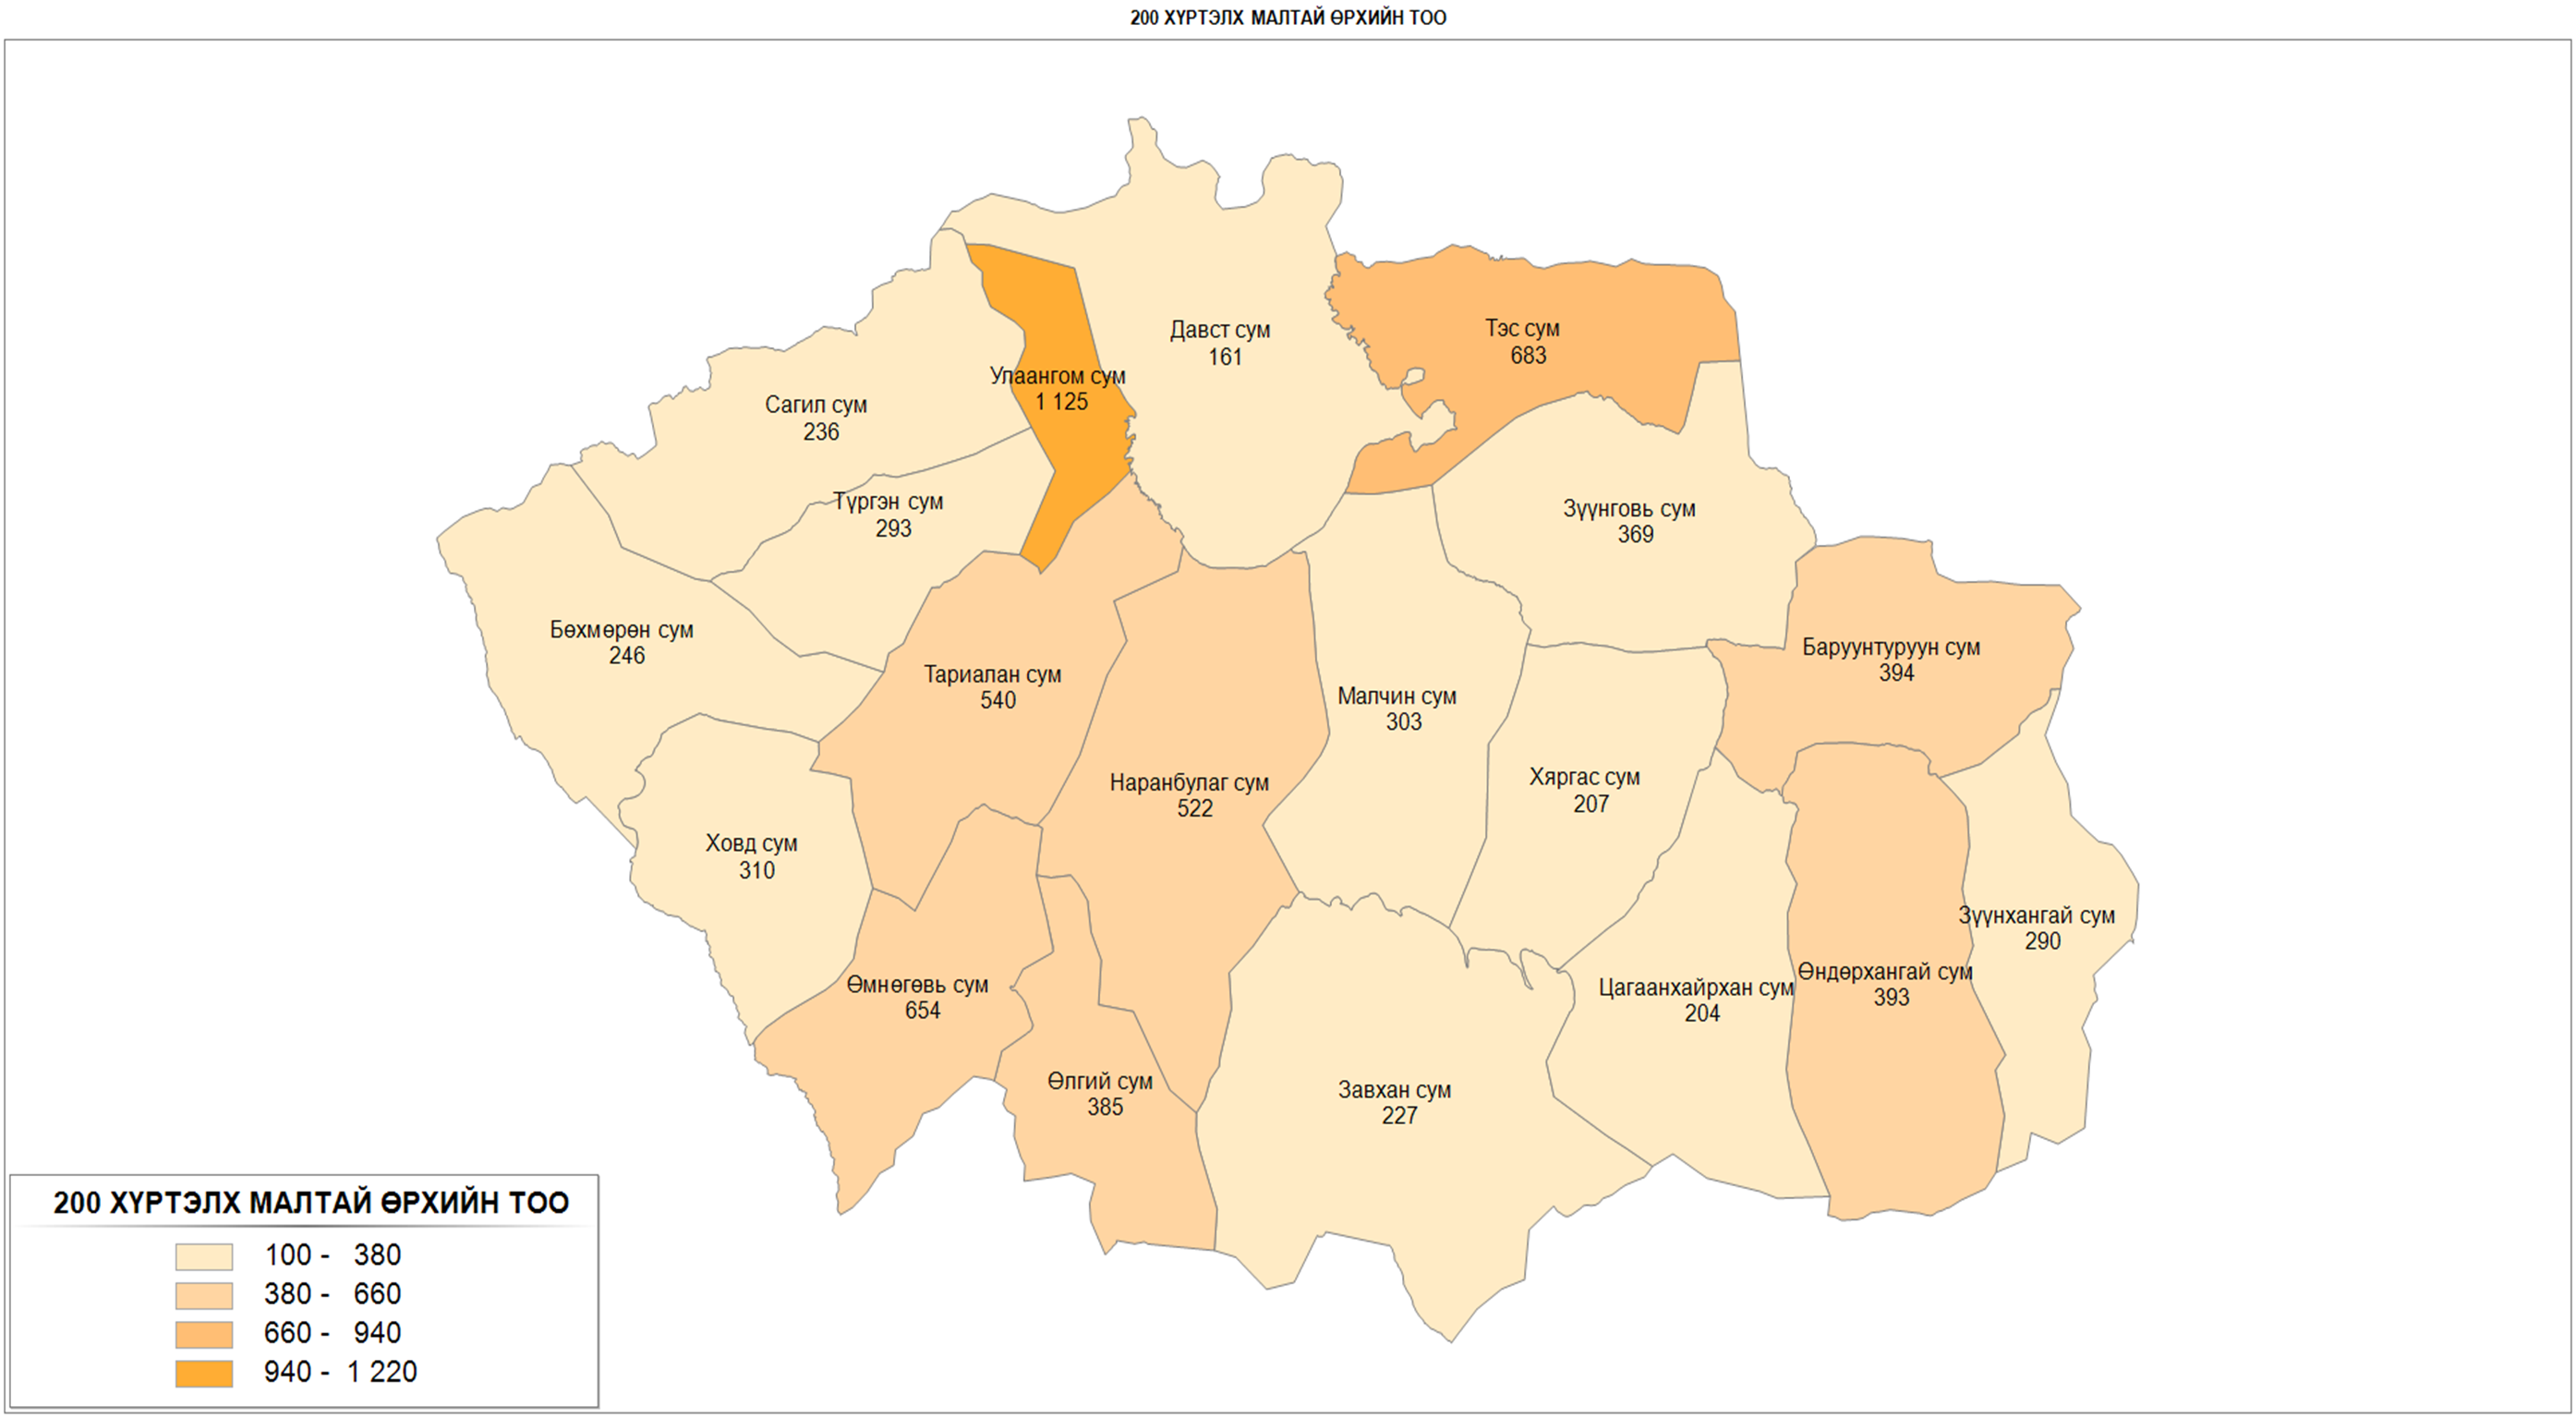 200 ХҮРТЭЛХ МАЛТАЙ ӨРХИЙН ТОО
Давст сум
161
Тэс сум
683
Улаангом сум
1 125
Сагил сум
236
Түргэн сум
293
Зүүнговь сум
369
Бөхмөрөн сум
246
Баруунтуруун сум
394
Тариалан сум
540
Малчин сум
303
Наранбулаг сум
522
Хяргас сум
207
Ховд сум
310
Зүүнхангай сум
290
Өмнөговь сум
654
Цагаанхайрхан сум
204
Өндөрхангай сум
393
Өлгий сум
385
Завхан сум
227
200 ХҮРТЭЛХ МАЛТАЙ ӨРХИЙН ТОО
100 - 380
380 - 660
660 - 940
940 - 1 220